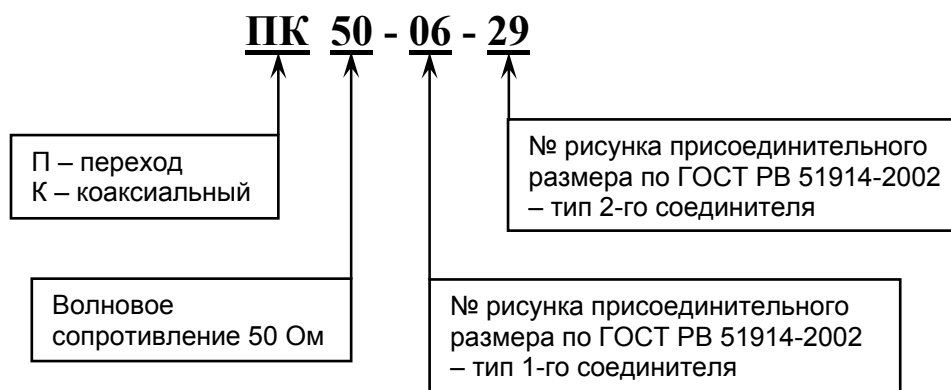 ПК 50 - 06 - 29
П – переход
К – коаксиальный
№ рисунка присоединительного
размера по ГОСТ РВ 51914-2002
– тип 2-го соединителя
Волновое
сопротивление 50 Ом
№ рисунка присоединительного
размера по ГОСТ РВ 51914-2002
– тип 1-го соединителя